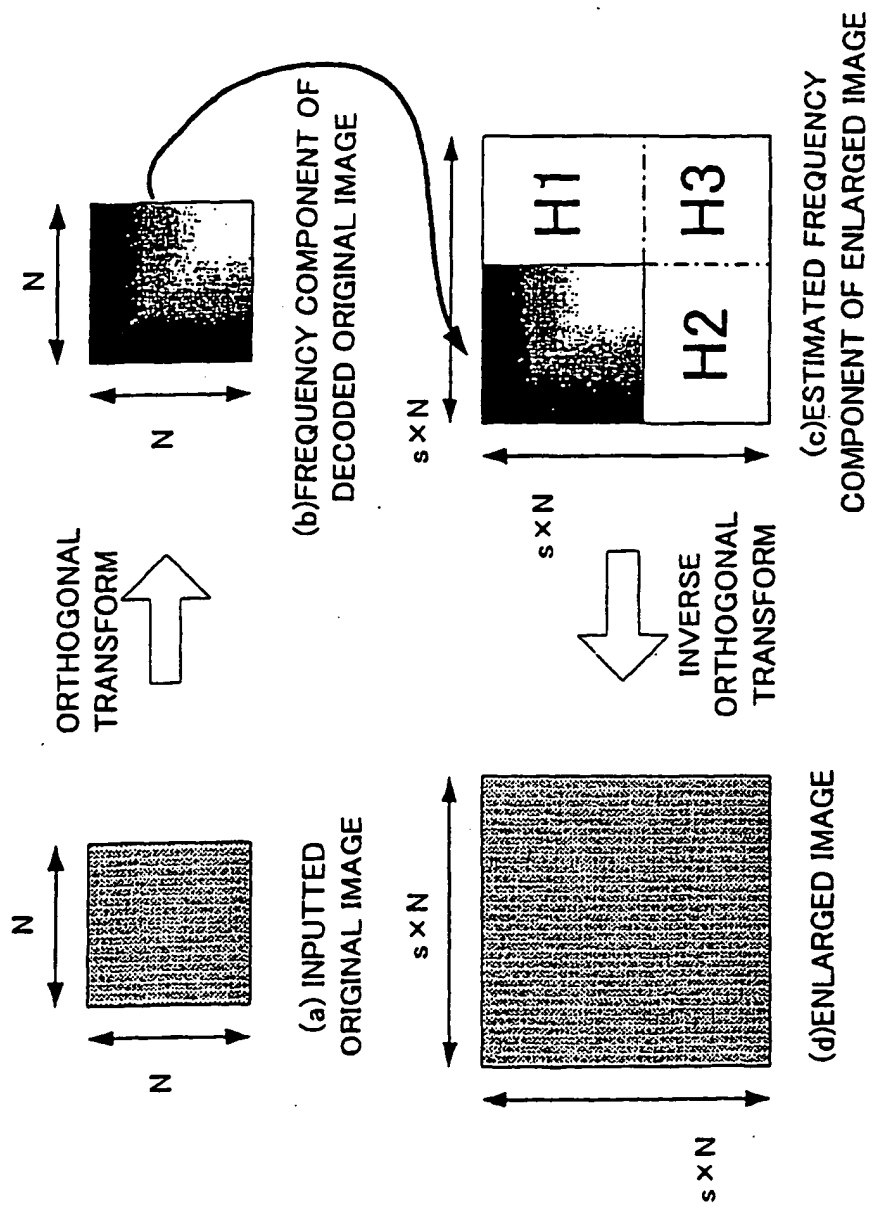 N
N
(a) INPUTTED
ORIGINAL IMAGE
ORTHOGONAL
TRANSFORM
N
N
(b)FREQUENCY COMPONENT OF
DECODED ORIGINAL IMAGE
s×N
s×N
(d)ENLARGED IMAGE
INVERSE
ORTHOGONAL
TRANSFORM
s×N
s×N
H1
H2
H3
(c)ESTIMATED FREQUENCY
COMPONENT OF ENLARGED IMAGE